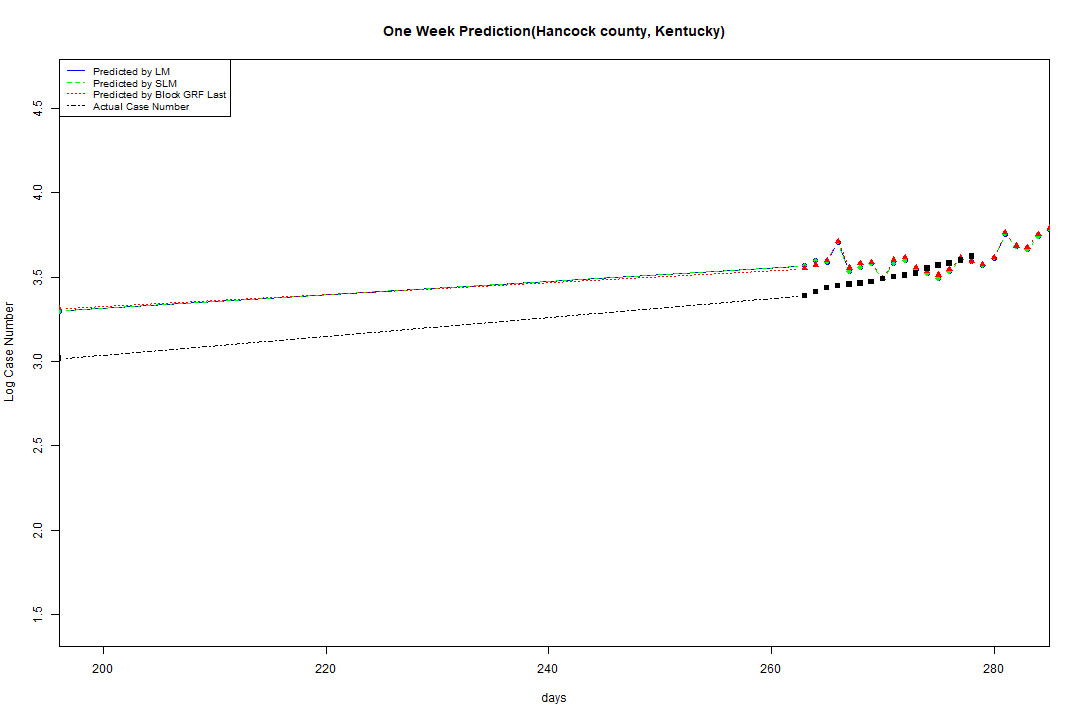 One Week Prediction(Hancock county, Kentucky)
Predicted by LM
Predicted by SLM
Predicted by Block GRF Last
Actual Case Number
4.5
4.0
3.5
3.0
2.5
2.0
1.5
Log Case Number
200
220
240
260
280
days